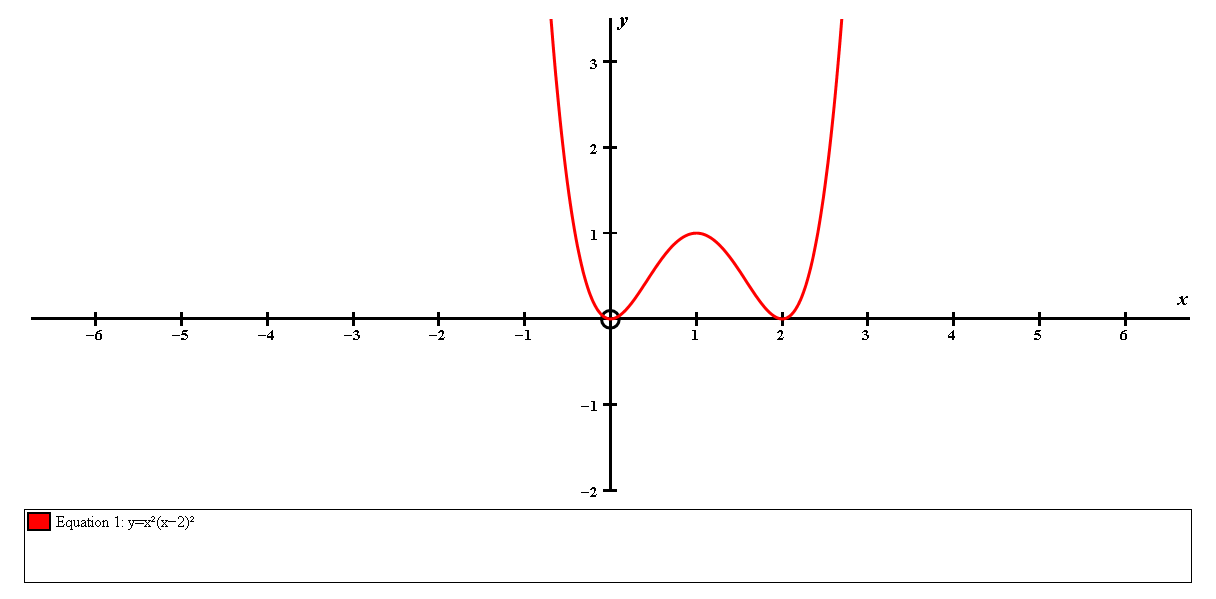 y
3
2
1
x
−6 −5 −4 −3 −2 −1 1 2 3 4 5 6
−1
−2
Equation 1: y=x²(x−2)²